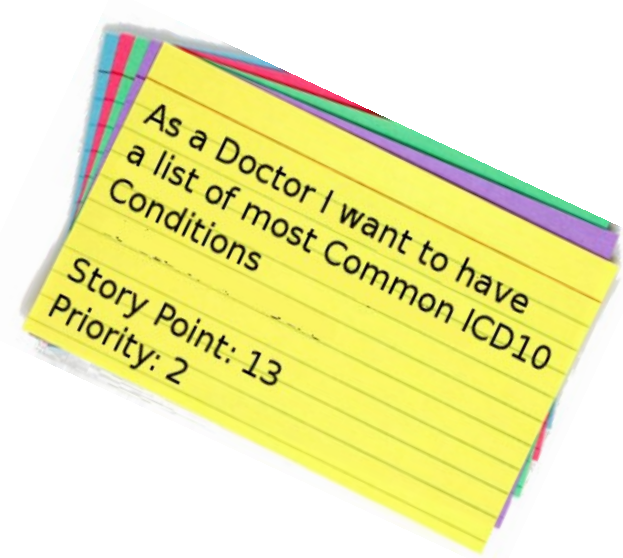 As a Doctor I want to have
a list of most Common ICD10
Conditions
Story Point: 13
Priority: 2